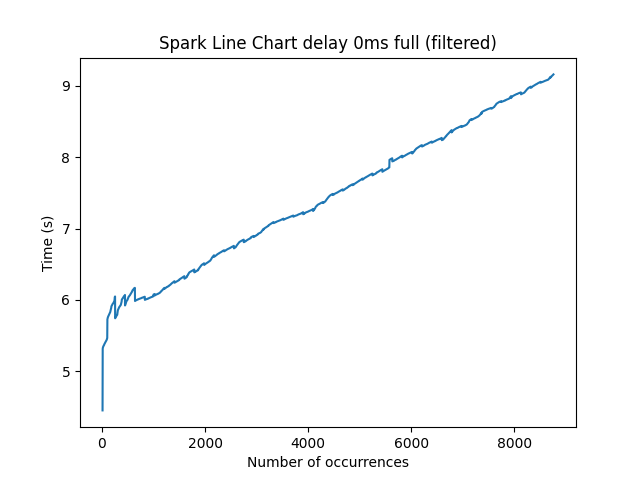 Spark Line Chart delay 0ms full (filtered)
9
8
7
6
5
Time (s)
0 2000 4000 6000 8000
Number of occurrences